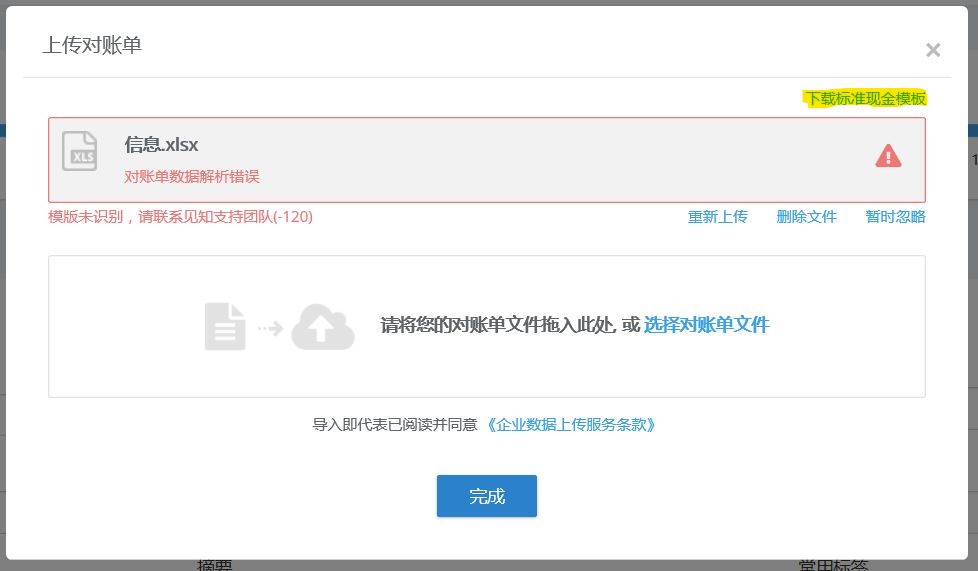 上传对账单
×
下载标准现金模板
信息.xlsx
XLS
对账单数据解析错误
模版未识别，请联系见知支持团队(-120)
重新上传 删除文件 暂时忽略
请将您的对账单文件拖入此处, 或 选择对账单文件
导入即代表已阅读并同意 《企业数据上传服务条款》
完成
摘要 常用标签